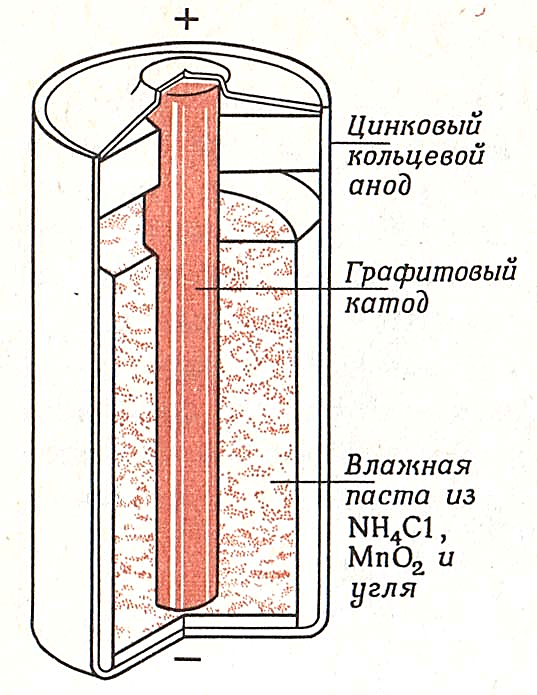 +
Цинковый
кольцевой
анод
Графитовый
катод
Влажная
паста из
NH₄Cl,
MnO₂ и
угля
−